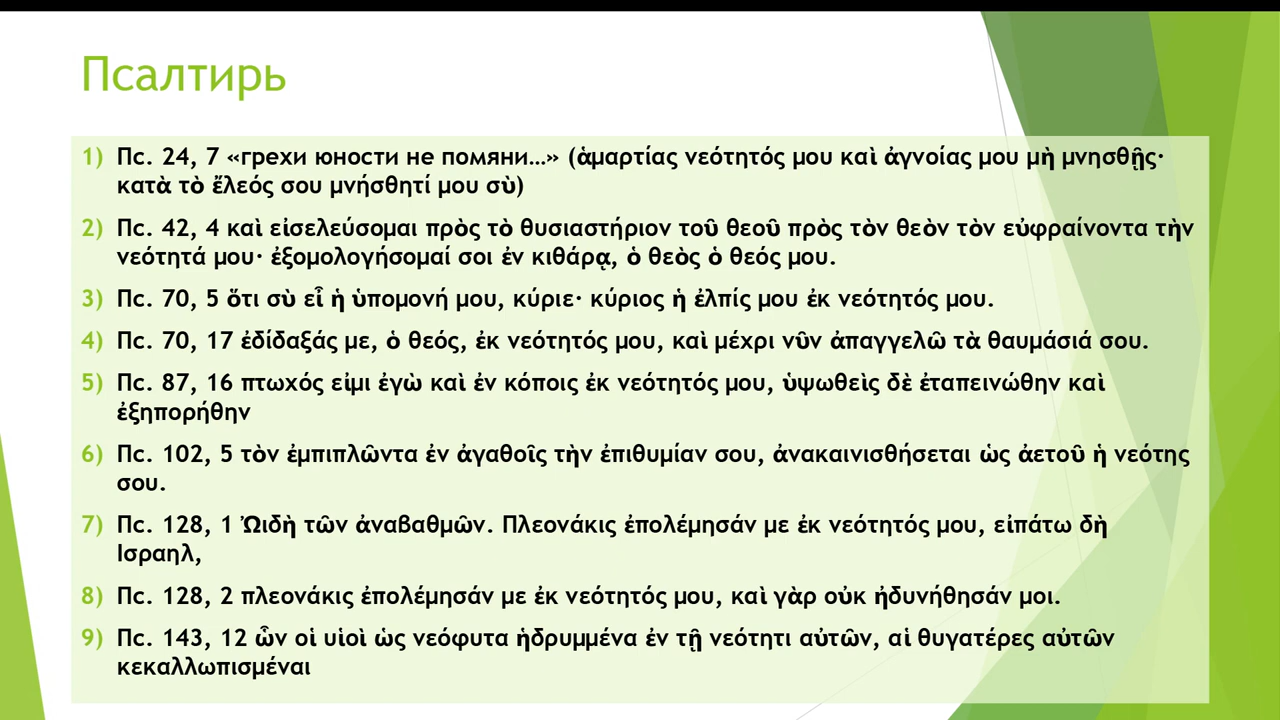 Псалтирь
1) Пс. 24, 7 «грехи юности не помяни…» (ἁμαρτίας νεότητός μου καὶ ἀγνοίας μου μὴ μνησθῇς·
κατὰ τὸ ἔλεός σου μνήσθητί μου σὺ)
2) Пс. 42, 4 καὶ εἰσελεύσομαι πρὸς τὸ θυσιαστήριον τοῦ θεοῦ πρὸς τὸν θεὸν τὸν εὐφραίνοντα τὴν
νεότητά μου· ἐξομολογήσομαί σοι ἐν κιθάρᾳ, ὁ θεὸς ὁ θεός μου.
3) Пс. 70, 5 ὅτι σὺ εἶ ἡ ὑπομονή μου, κύριε· κύριος ἡ ἐλπίς μου ἐκ νεότητός μου.
4) Пс. 70, 17 ἐδίδαξάς με, ὁ θεός, ἐκ νεότητός μου, καὶ μέχρι νῦν ἀπαγγελῶ τὰ θαυμάσιά σου.
5) Пс. 87, 16 πτωχός εἰμι ἐγὼ καὶ ἐν κόποις ἐκ νεότητός μου, ὑψωθεὶς δὲ ἐταπεινώθην καὶ
ἐξηπορήθην
6) Пс. 102, 5 τὸν ἐμπιπλῶντα ἐν ἀγαθοῖς τὴν ἐπιθυμίαν σου, ἀνακαινισθήσεται ὡς ἀετοῦ ἡ νεότης
σου.
7) Пс. 128, 1 Ὠιδὴ τῶν ἀναβαθμῶν. Πλεονάκις ἐπολέμησάν με ἐκ νεότητός μου, εἰπάτω δὴ
Ισραηλ,
8) Пс. 128, 2 πλεονάκις ἐπολέμησάν με ἐκ νεότητός μου, καὶ γὰρ οὐκ ἠδυνήθησάν μοι.
9) Пс. 143, 12 ὧν οἱ υἱοὶ ὡς νεόφυτα ἡδρυμμένα ἐν τῇ νεότητι αὐτῶν, αἱ θυγατέρες αὐτῶν
κεκαλλωπισμέναι